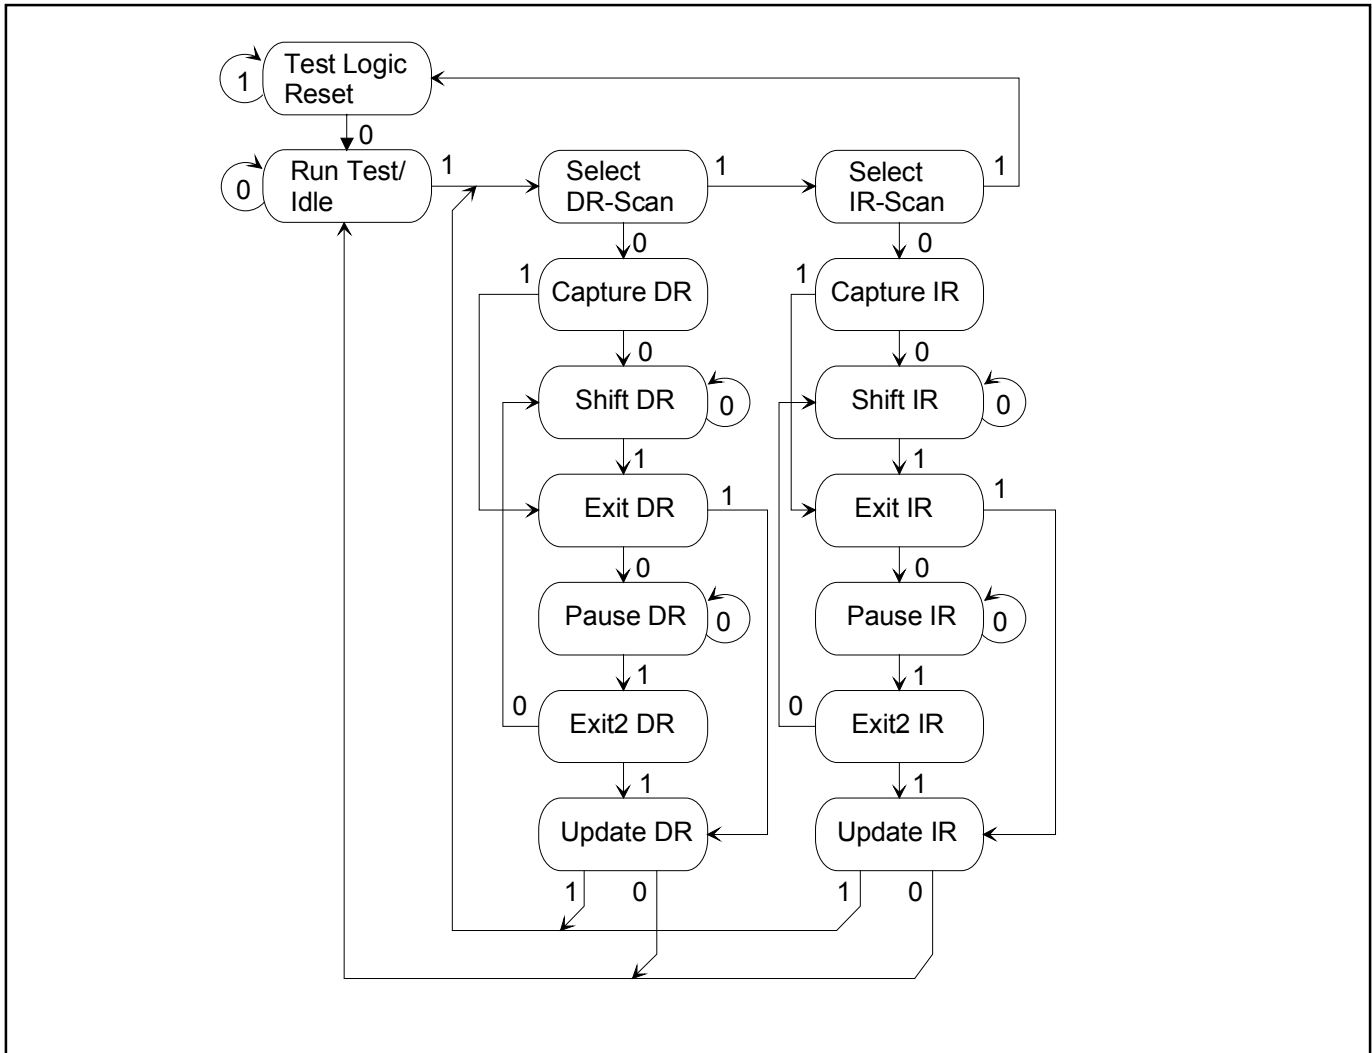 Test Logic
Reset
1
0
Run Test/
Idle
0
1
Select
DR-Scan
1
Select
IR-Scan
1
0
0
1
Capture DR
1
Capture IR
0
0
Shift DR
0
Shift IR
0
1
1
Exit DR
1
Exit IR
1
0
0
Pause DR
0
Pause IR
0
1
1
0
Exit2 DR
0
Exit2 IR
1
1
Update DR
Update IR
1
0
1
0